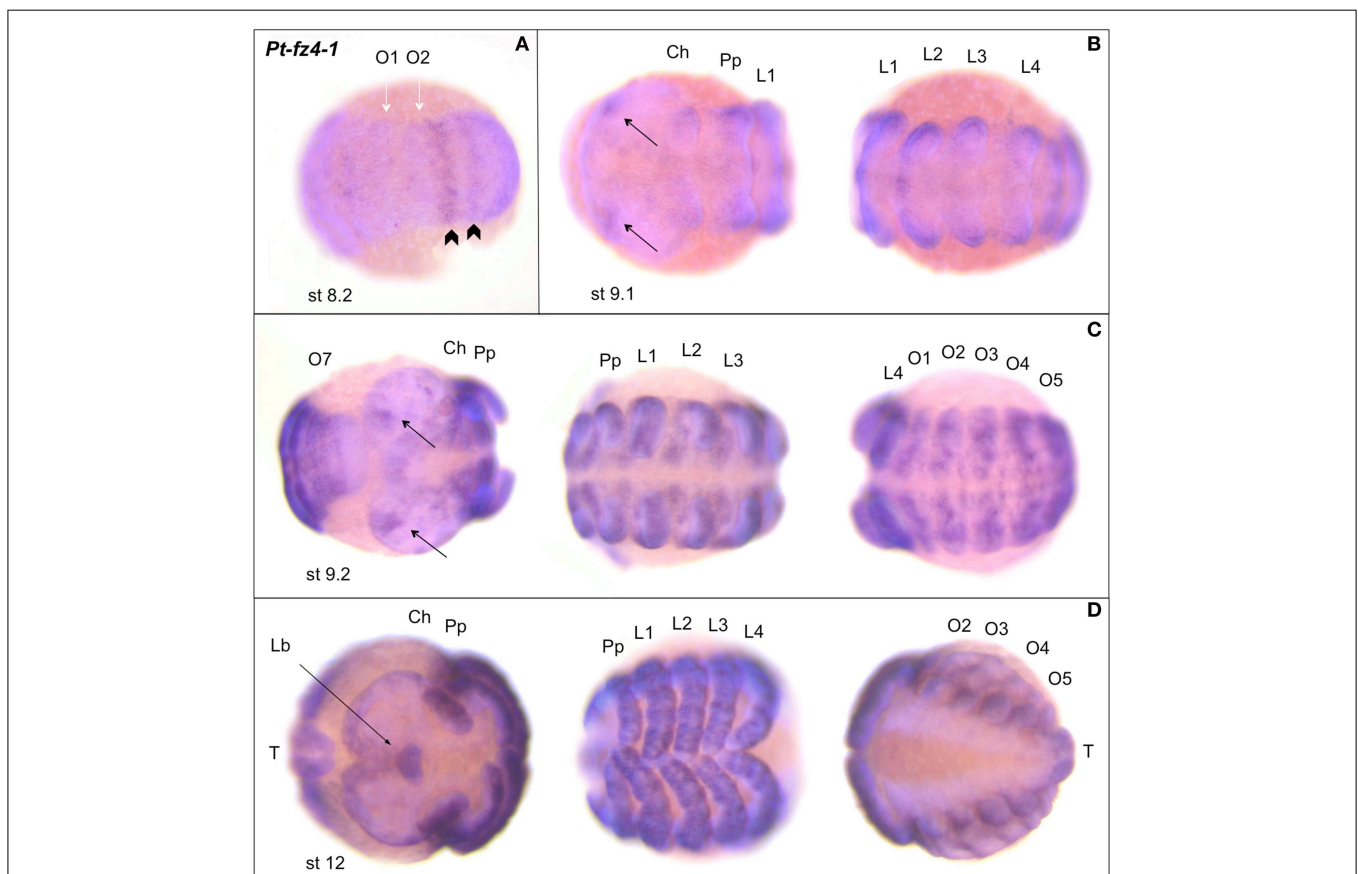 Pt-fz4-1
A
O1 O2
st 8.2
B
Ch Pp L1
L1 L2 L3 L4
st 9.1
C
O7 Ch Pp
Pp L1 L2 L3
L4 O1 O2 O3 O4 O5
st 9.2
D
Lb Ch Pp
T
Pp L1 L2 L3 L4
O2 O3 O4 O5
T
st 12